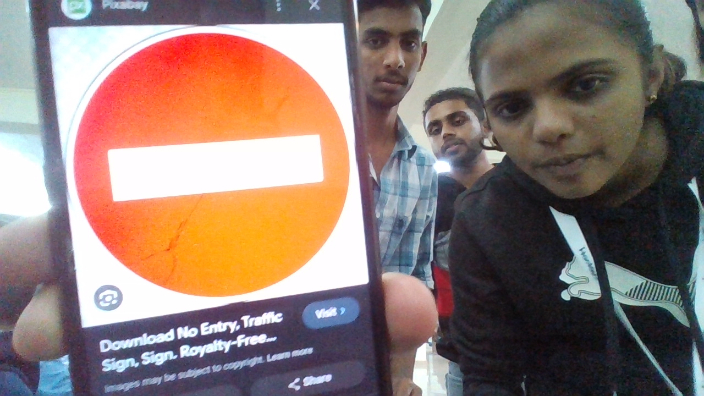 px Pixabay
Visit >
Download No Entry, Traffic
Sign, Sign. Royalty-Free...
Images may be subject to copyright. Learn more
Share